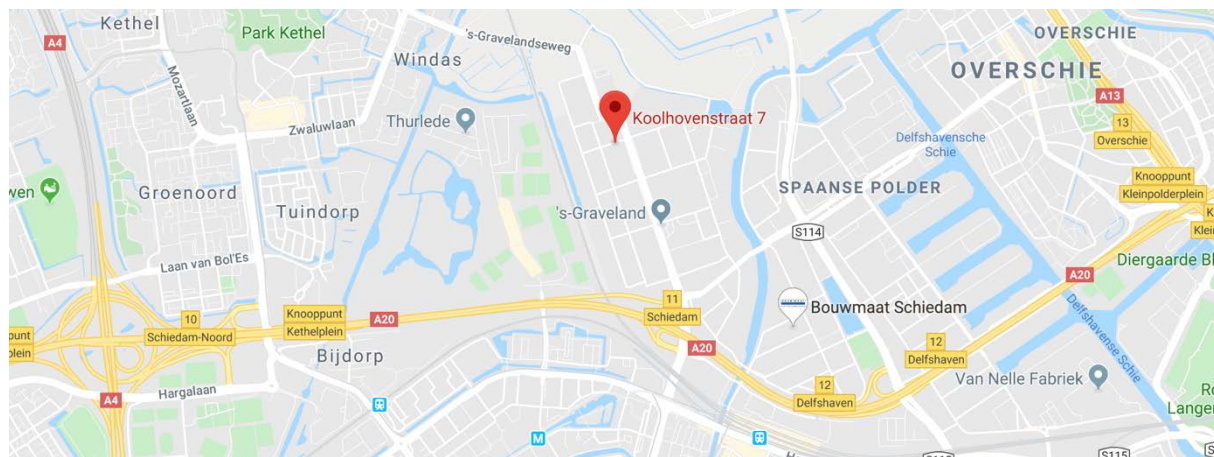 Kethel
Park Kethel
's-Gravelandseweg
OVERSCHIE
A4
Windas
OVERSCHIE
Mozartlaan
A13
Koolhovenstraat 7
Thurlede
Zwaluwlaan
13
Overschie
Delfshavensche
Schie
Knooppunt
Kleinpolderplein
Groenoord
SPAANSE POLDER
Tuindorp
's-Graveland
S114
Laan van Bol'Es
Diergaarde Bl
A20
11
Schiedam
Bouwmaat Schiedam
Knooppunt
Kethelplein
A20
10
Schiedam-Noord
A20
12
Delfshaven
Delfshavense Schie
Bijdorp
Hargalaan
A4
12
Delfshaven
Van Nelle Fabriek
Langen
M
S115